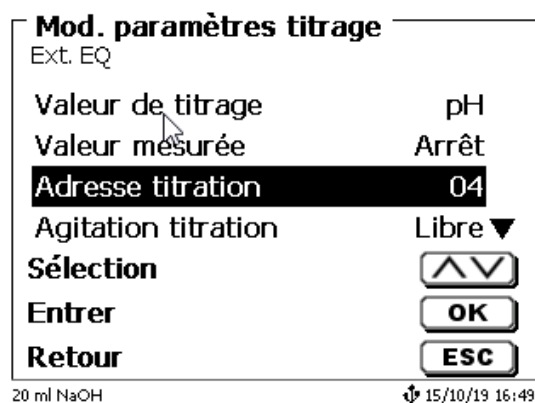 Mod. paramètres titrage
Ext. EQ
Valeur de titrage pH
Valeur mesurée Arrêt
Adresse titration 04
Agitation titration Libre
Sélection
Entrer OK
Retour ESC
20 ml NaOH 15/10/19 16:49